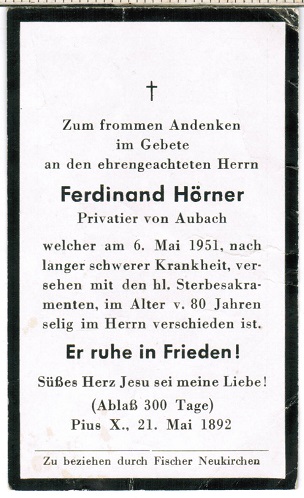 Zum frommen Andenken
im Gebete
an den ehrengeachteten Herrn
Ferdinand Hörner
Privatier von Aubach
welcher am 6. Mai 1951, nach
langer schwerer Krankheit, ver-
sehen mit den hl. Sterbesakra-
menten, im Alter v. 80 Jahren
selig im Herrn verschieden ist.
Er ruhe in Frieden!
Süßes Herz Jesu sei meine Liebe!
(Ablaß 300 Tage)
Pius X., 21. Mai 1892
Zu beziehen durch Fischer Neukirchen